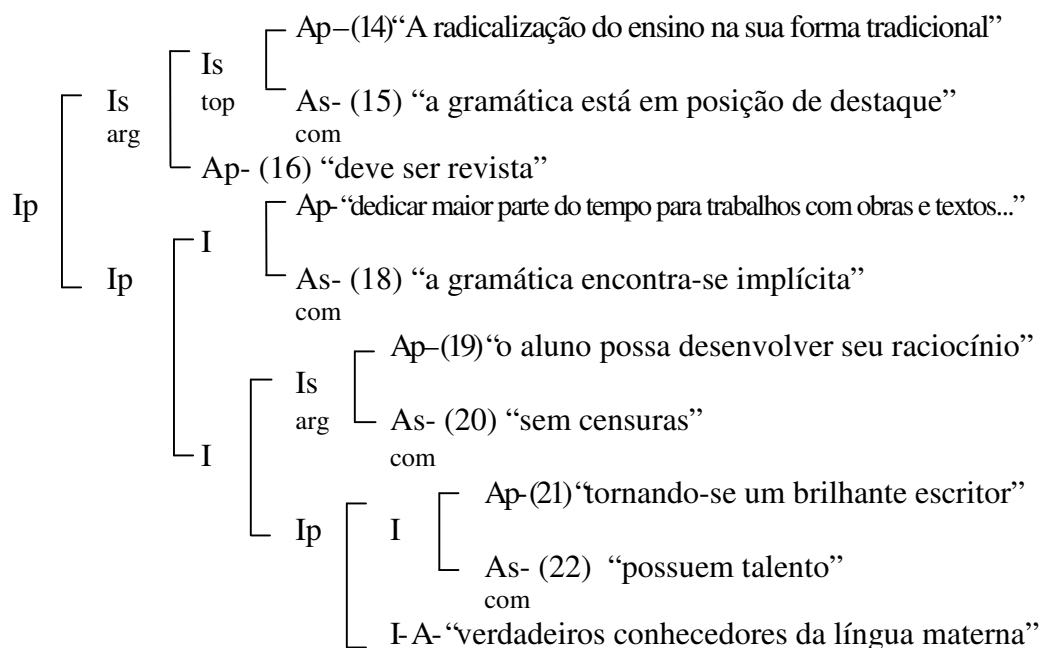 Ap–(14)“A radicalização do ensino na sua forma tradicional”
Is
top
Is
arg
As- (15) “a gramática está em posição de destaque”
com
Ap- (16) “deve ser revista”
Ip
Ap-“dedicar maior parte do tempo para trabalhos com obras e textos...”
I
Ip
As- (18) “a gramática encontra-se implícita”
com
Ap–(19)“o aluno possa desenvolver seu raciocínio”
Is
arg
As- (20) “sem censuras”
com
I
Ap-(21)“tornando-se um brilhante escritor”
Ip
I
As- (22) “possuem talento”
com
I- A-“verdadeiros conhecedores da língua materna”